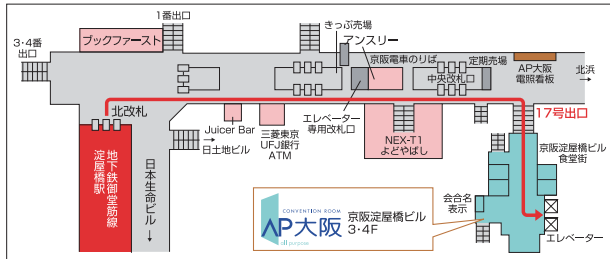 1番出口
きっぷ売場
アンスリー
3・4番
出口
ブックファースト
京阪電車のりば
定期売場
AP大阪
電照看板
北浜
→
中央改札口
北改札
エレベーター
専用改札口
17号出口
Juicer Bar
三菱東京
UFJ銀行
ATM
NEX-T1
よどやばし
→
日土地ビル
地下鉄御堂筋線
淀屋橋駅
日本生命ビル→
京阪淀屋橋ビル
食堂街
会合名
表示
エレベーター
CONVENTION ROOM
AP大阪
all purpose
京阪淀屋橋ビル
3・4F